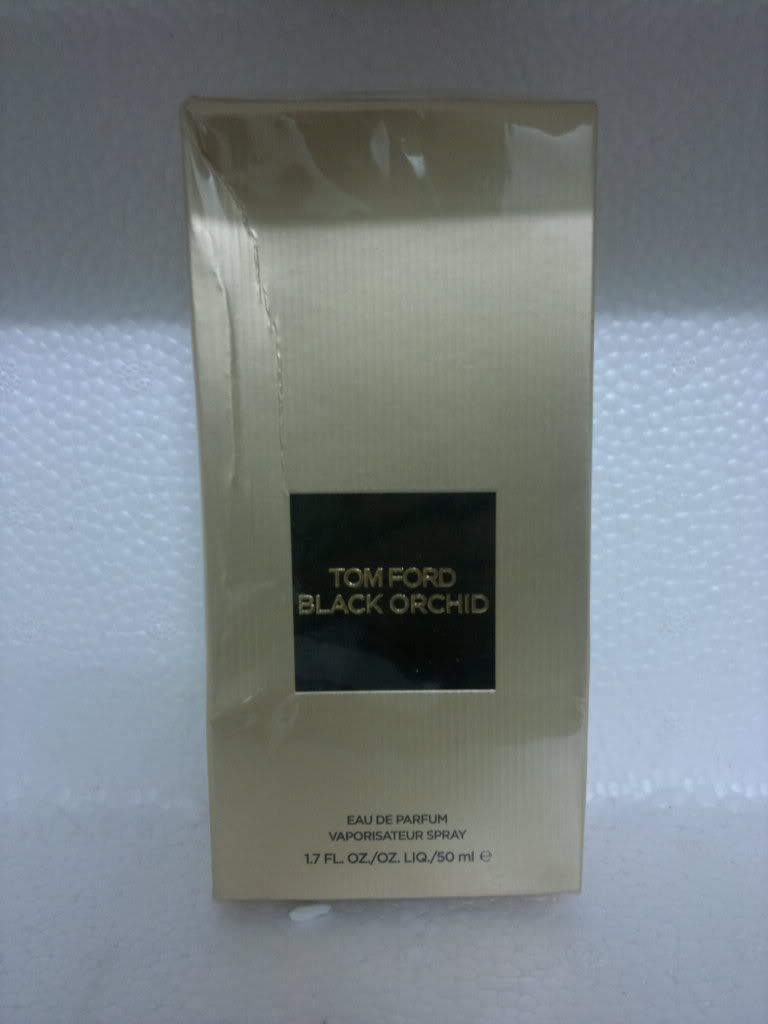 TOM FORD
BLACK ORCHID
EAU DE PARFUM
VAPORISATEUR SPRAY
1.7 FL. OZ./OZ. LIQ./50 ml ℮